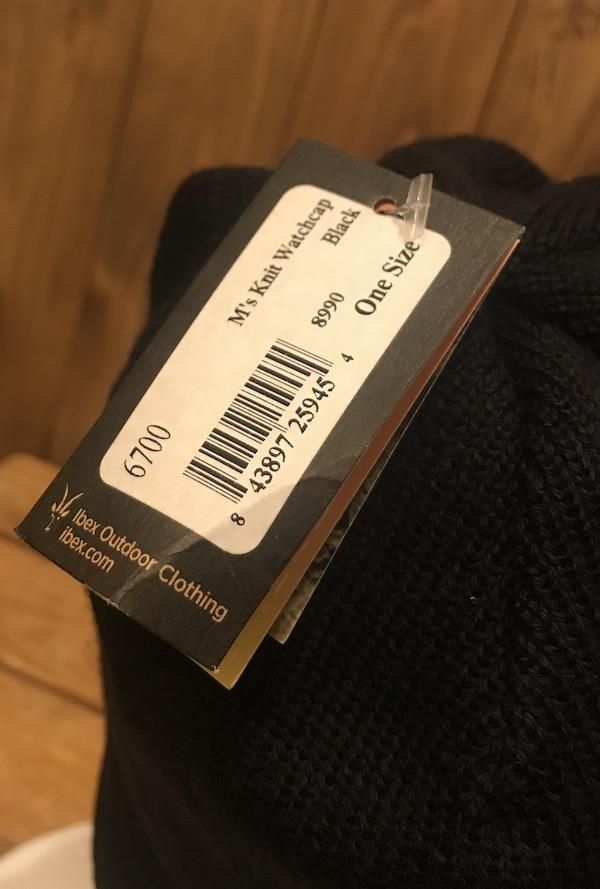 M's Knit Watchcap
Black
8990
One Size
6700
8 43897 25945 4
Ibex Outdoor Clothing
ibex.com